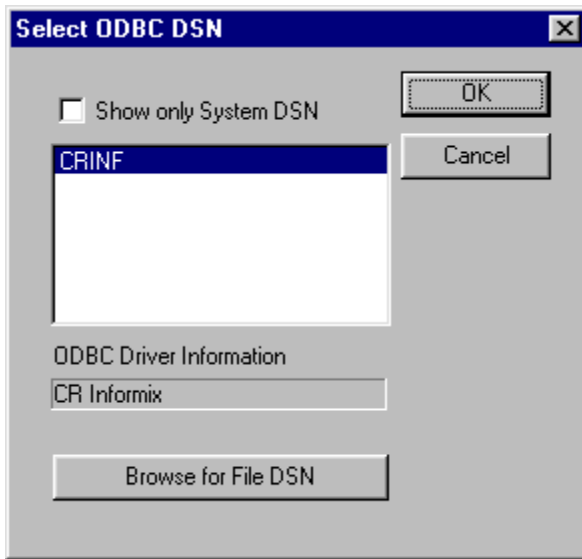 Select ODBC DSN
Show only System DSN
OK
Cancel
CRINF
ODBC Driver Information
CR Informix
Browse for File DSN